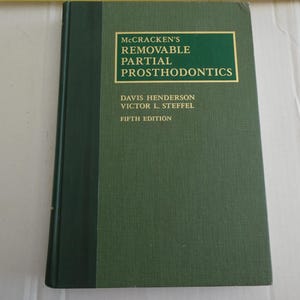 McCRACKEN'S
REMOVABLE
PARTIAL
PROSTHODONTICS
DAVIS HENDERSON
VICTOR L. STEFFEL
FIFTH EDITION